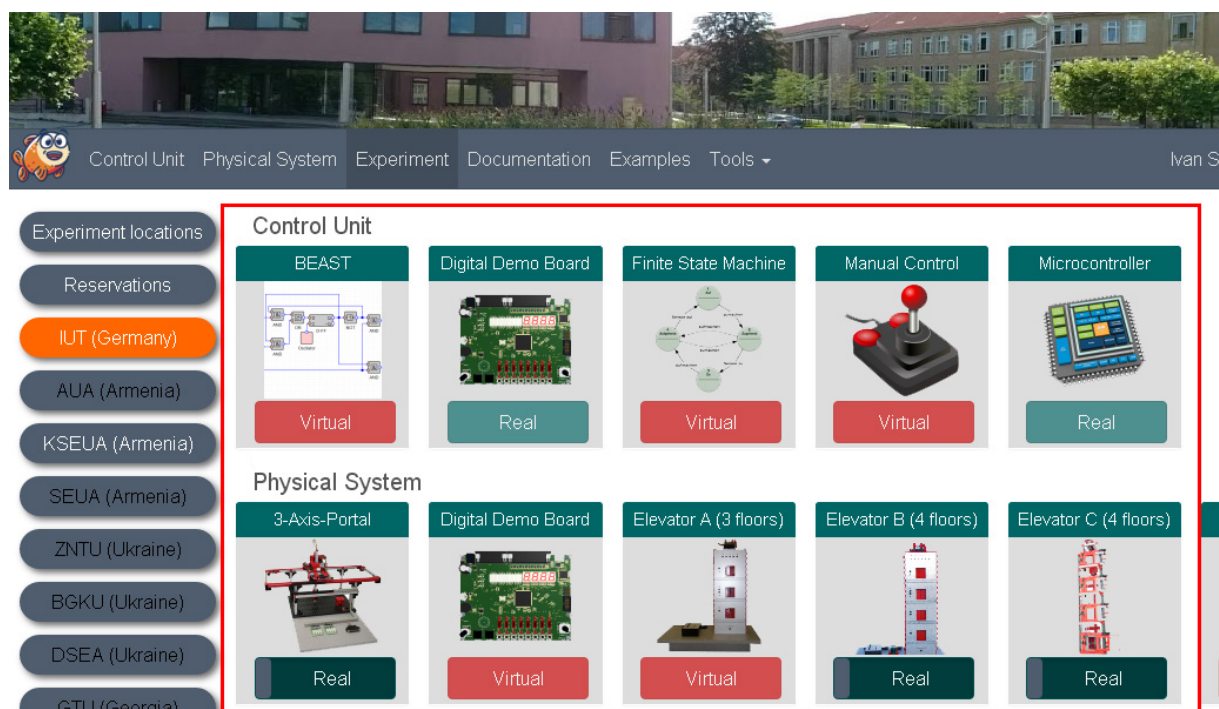 Control Unit Physical System Experiment Documentation Examples Tools
Ivan S
Experiment locations
Reservations
IUT (Germany)
AUA (Armenia)
KSEUA (Armenia)
SEUA (Armenia)
ZNTU (Ukraine)
BGKU (Ukraine)
DSEA (Ukraine)
GTU (Georgia)
Control Unit
BEAST Digital Demo Board Finite State Machine Manual Control Microcontroller
Virtual Real Virtual Virtual Real
Physical System
3-Axis-Portal Digital Demo Board Elevator A (3 floors) Elevator B (4 floors) Elevator C (4 floors)
Real Virtual Virtual Real Real